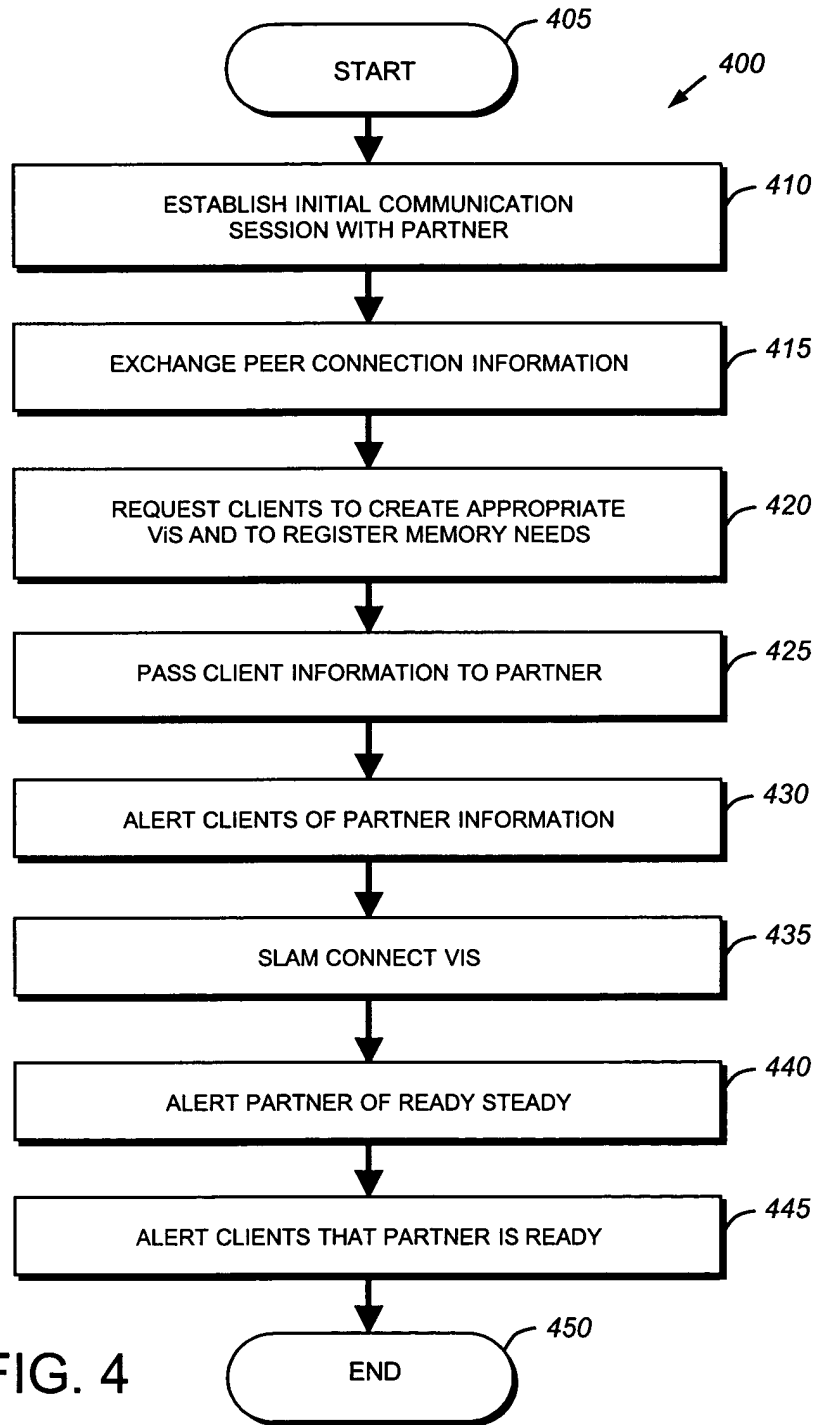 405
START
400
ESTABLISH INITIAL COMMUNICATION
SESSION WITH PARTNER
410
EXCHANGE PEER CONNECTION INFORMATION
415
REQUEST CLIENTS TO CREATE APPROPRIATE
ViS AND TO REGISTER MEMORY NEEDS
420
PASS CLIENT INFORMATION TO PARTNER
425
ALERT CLIENTS OF PARTNER INFORMATION
430
SLAM CONNECT VIS
435
ALERT PARTNER OF READY STEADY
440
ALERT CLIENTS THAT PARTNER IS READY
445
END
450
FIG. 4